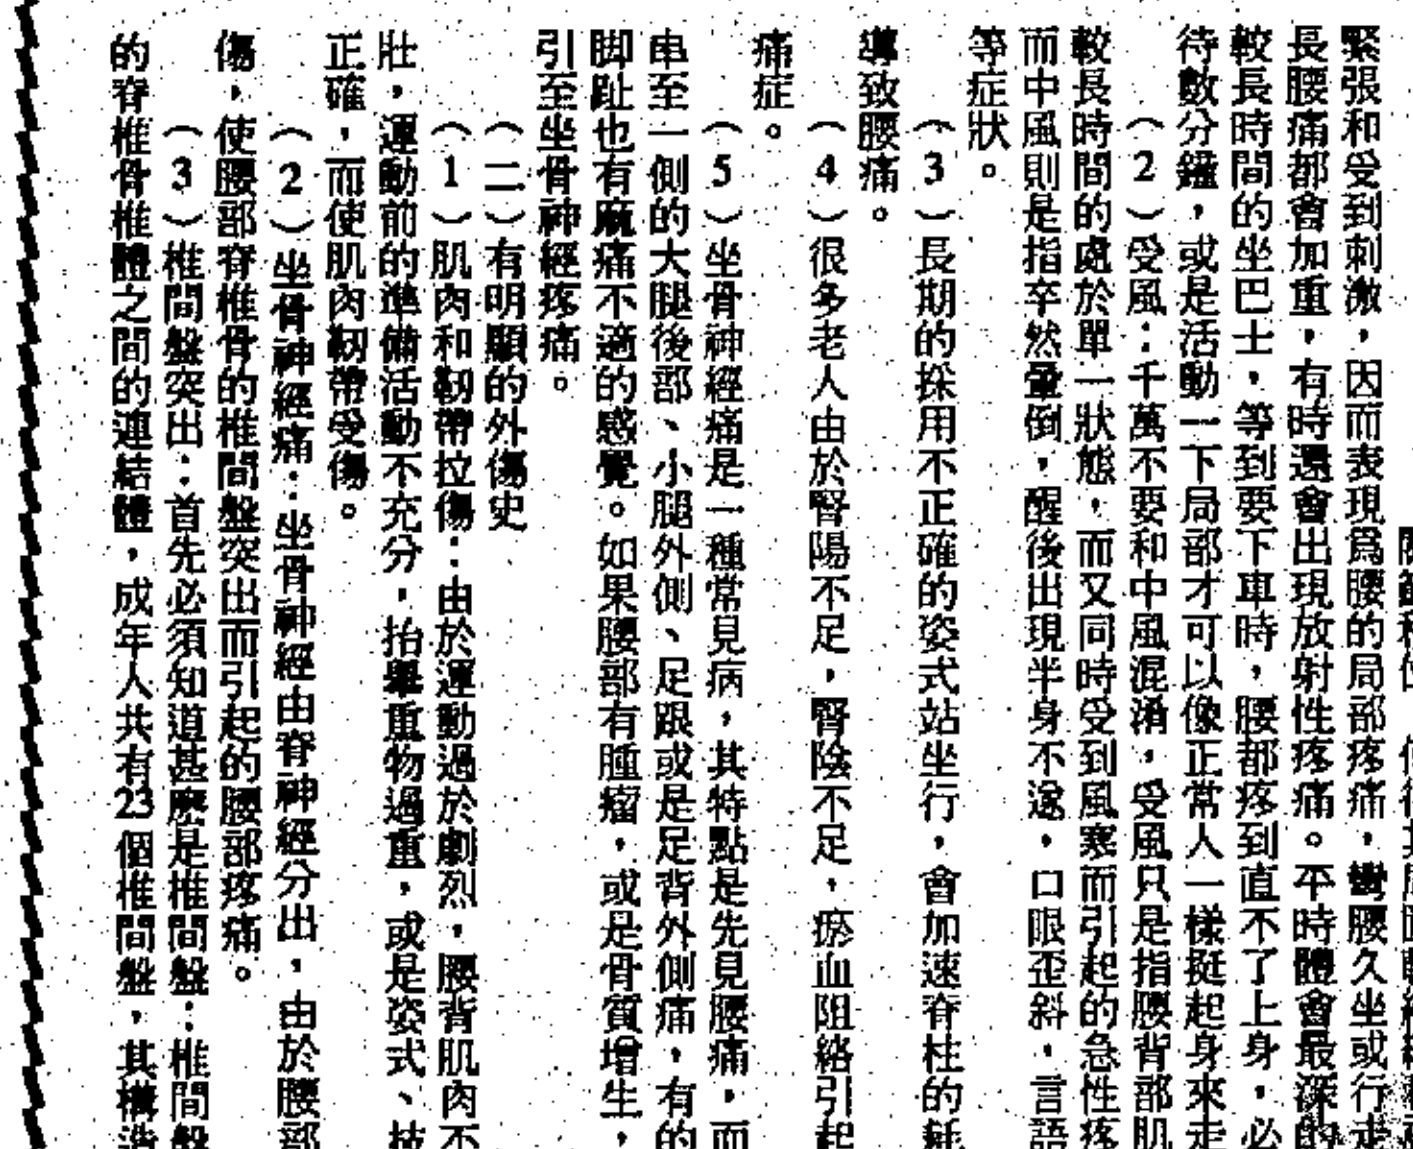 緊張和受到刺激，因而表現爲腰的局部疼痛，彎腰久坐或行走
長腰痛都會加重，有時還會出現放射性疼痛。平時體會最深的
較長時間的坐巴士，等到要下車時，腰都疼到直不了上身，必
待數分鐘，或是活動一下局部才可以像正常人一樣挺起身來走
（2）受風：千萬不要和中風混淆，受風只是指腰背部肌
較長時間的處於單一狀態，而又同時受到風寒而引起的急性疼
而中風則是指卒然暈倒，醒後出現半身不遂，口眼歪斜，言語
等症狀。
（3）長期的採用不正確的姿式站坐行，會加速脊柱的耗
導致腰痛。
（4）很多老人由於腎陽不足，腎陰不足，瘀血阻絡引起
痛症。
（5）坐骨神經痛是一種常見病，其特點是先見腰痛，而
串至一側的大腿後部、小腿外側、足跟或是足背外側痛，有的
脚趾也有麻痛不適的感覺。如果腰部有腫瘤，或是骨質增生，
引至坐骨神經疼痛。
（二）有明顯的外傷史
（1）肌肉和韌帶拉傷：由於運動過於劇烈，腰背肌肉不
壯，運動前的準備活動不充分，抬舉重物過重，或是姿式、技
正確，而使肌肉韌帶受傷。
（2）坐骨神經痛：坐骨神經由脊神經分出，由於腰部
傷，使腰部脊椎骨的椎間盤突出而引起的腰部疼痛。
（3）椎間盤突出：首先必須知道甚麼是椎間盤：椎間盤
的脊椎骨椎體之間的連結體，成年人共有23個椎間盤，其構造